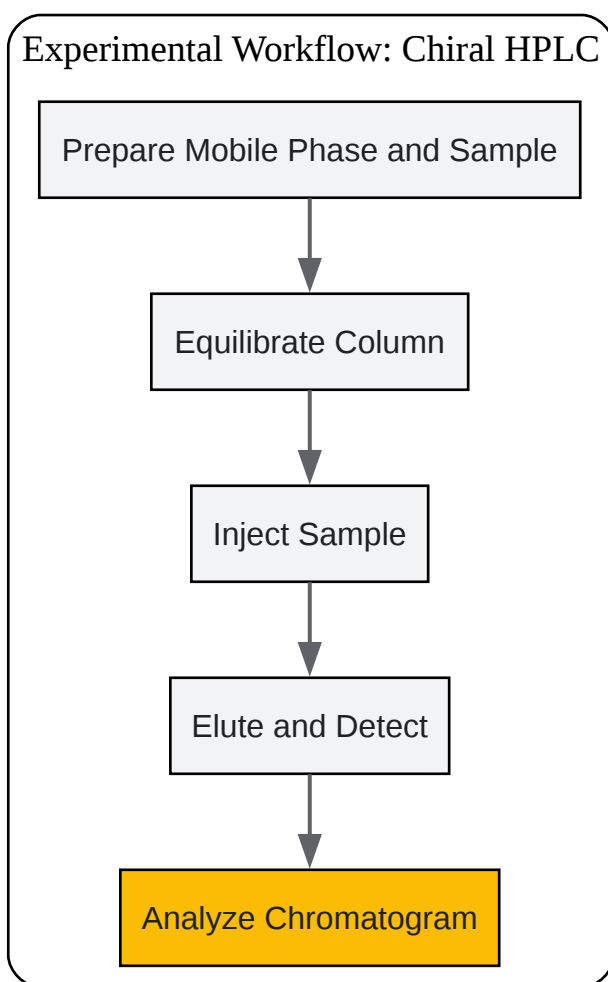 Experimental Workflow: Chiral HPLC
Prepare Mobile Phase and Sample
Equilibrate Column
Inject Sample
Elute and Detect
Analyze Chromatogram